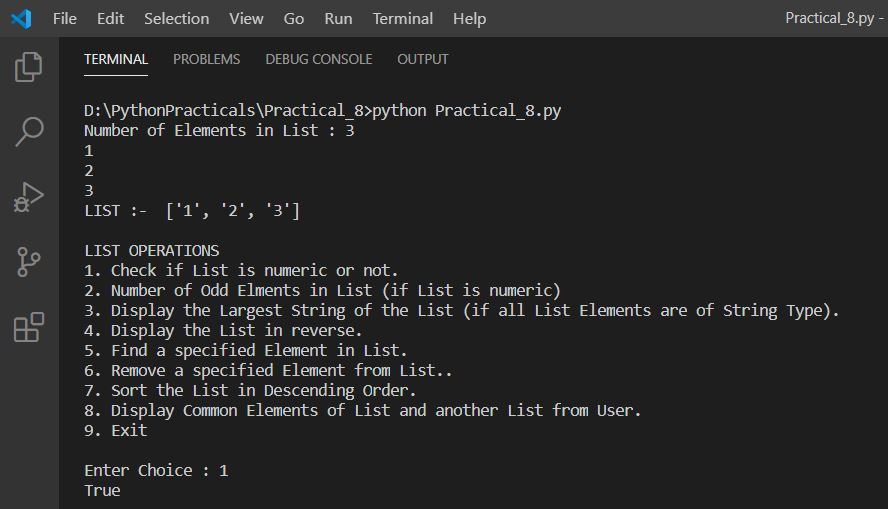 File Edit Selection View Go Run Terminal Help Practical_8.py -
TERMINAL PROBLEMS DEBUG CONSOLE OUTPUT
D:\PythonPracticals\Practical_8>python Practical_8.py
Number of Elements in List : 3
1
2
3
LIST :-  ['1', '2', '3']
LIST OPERATIONS
1. Check if List is numeric or not.
2. Number of Odd Elments in List (if List is numeric)
3. Display the Largest String of the List (if all List Elements are of String Type).
4. Display the List in reverse.
5. Find a specified Element in List.
6. Remove a specified Element from List..
7. Sort the List in Descending Order.
8. Display Common Elements of List and another List from User.
9. Exit
Enter Choice : 1
True